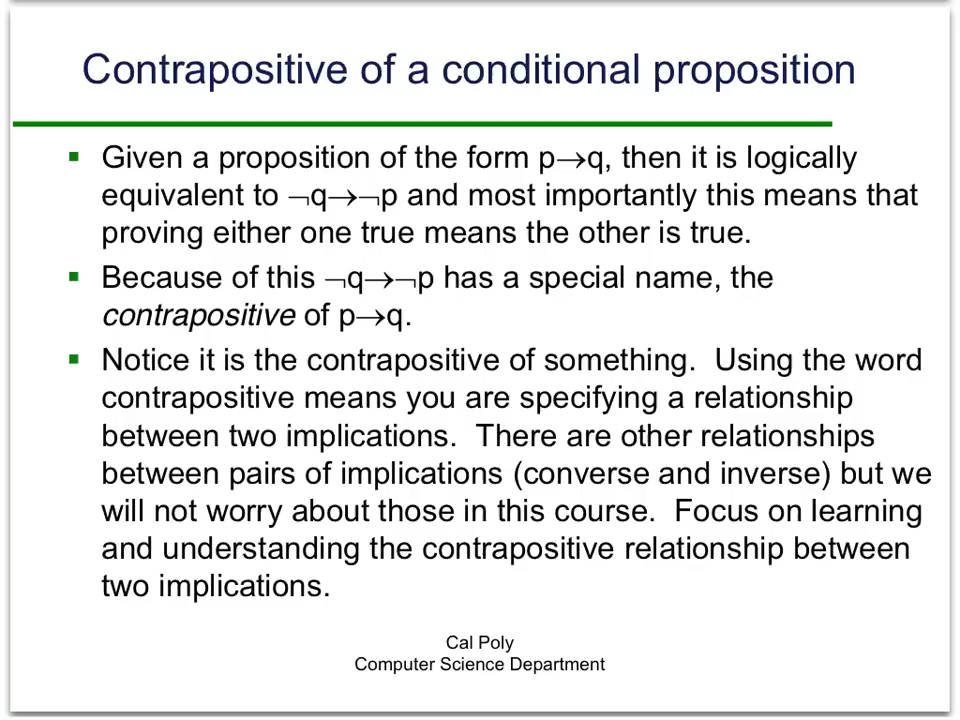 Contrapositive of a conditional proposition
▪ Given a proposition of the form p→q, then it is logically
equivalent to ¬q→¬p and most importantly this means that
proving either one true means the other is true.
▪ Because of this ¬q→¬p has a special name, the
contrapositive of p→q.
▪ Notice it is the contrapositive of something.  Using the word
contrapositive means you are specifying a relationship
between two implications.  There are other relationships
between pairs of implications (converse and inverse) but we
will not worry about those in this course.  Focus on learning
and understanding the contrapositive relationship between
two implications.
Cal Poly
Computer Science Department